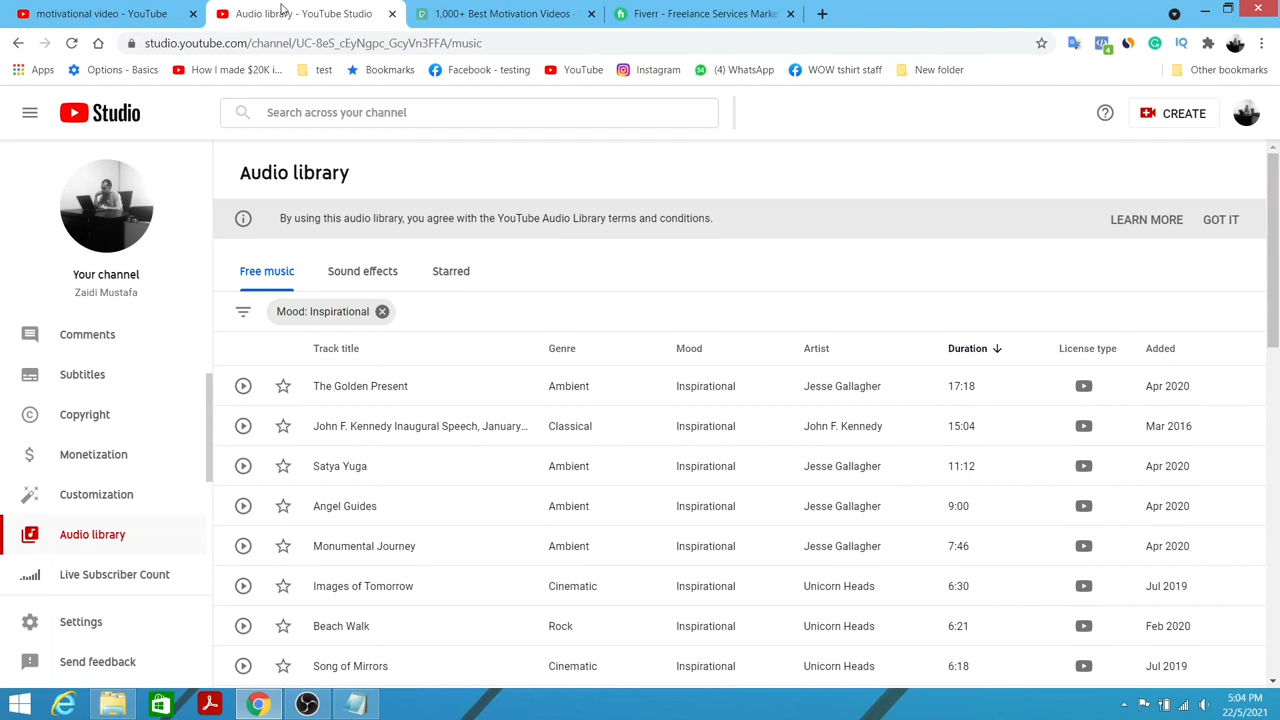 motivational video - YouTube
Audio library - YouTube Studio
1,000+ Best Motivation Videos -
Fiverr - Freelance Services Marke
studio.youtube.com/channel/UC-8eS_cEyNgpc_GcyVn3FFA/music
4
IQ
Apps
Options - Basics
How I made $20K i...
test
Bookmarks
Facebook - testing
YouTube
Instagram
34
(4) WhatsApp
WOW tshirt staff
New folder
»
Other bookmarks
Studio
Search across your channel
CREATE
Audio library
By using this audio library, you agree with the YouTube Audio Library terms and conditions.
LEARN MORE
GOT IT
Your channel
Zaidi Mustafa
Comments
Subtitles
Copyright
Monetization
Customization
Audio library
Live Subscriber Count
Settings
Send feedback
Free music
Sound effects
Starred
Mood: Inspirational
Track title Genre Mood Artist Duration License type Added
The Golden Present Ambient Inspirational Jesse Gallagher 17:18 Apr 2020
John F. Kennedy Inaugural Speech, January... Classical Inspirational John F. Kennedy 15:04 Mar 2016
Satya Yuga Ambient Inspirational Jesse Gallagher 11:12 Apr 2020
Angel Guides Ambient Inspirational Jesse Gallagher 9:00 Apr 2020
Monumental Journey Ambient Inspirational Jesse Gallagher 7:46 Apr 2020
Images of Tomorrow Cinematic Inspirational Unicorn Heads 6:30 Jul 2019
Beach Walk Rock Inspirational Unicorn Heads 6:21 Feb 2020
Song of Mirrors Cinematic Inspirational Unicorn Heads 6:18 Jul 2019
5:04 PM
22/5/2021